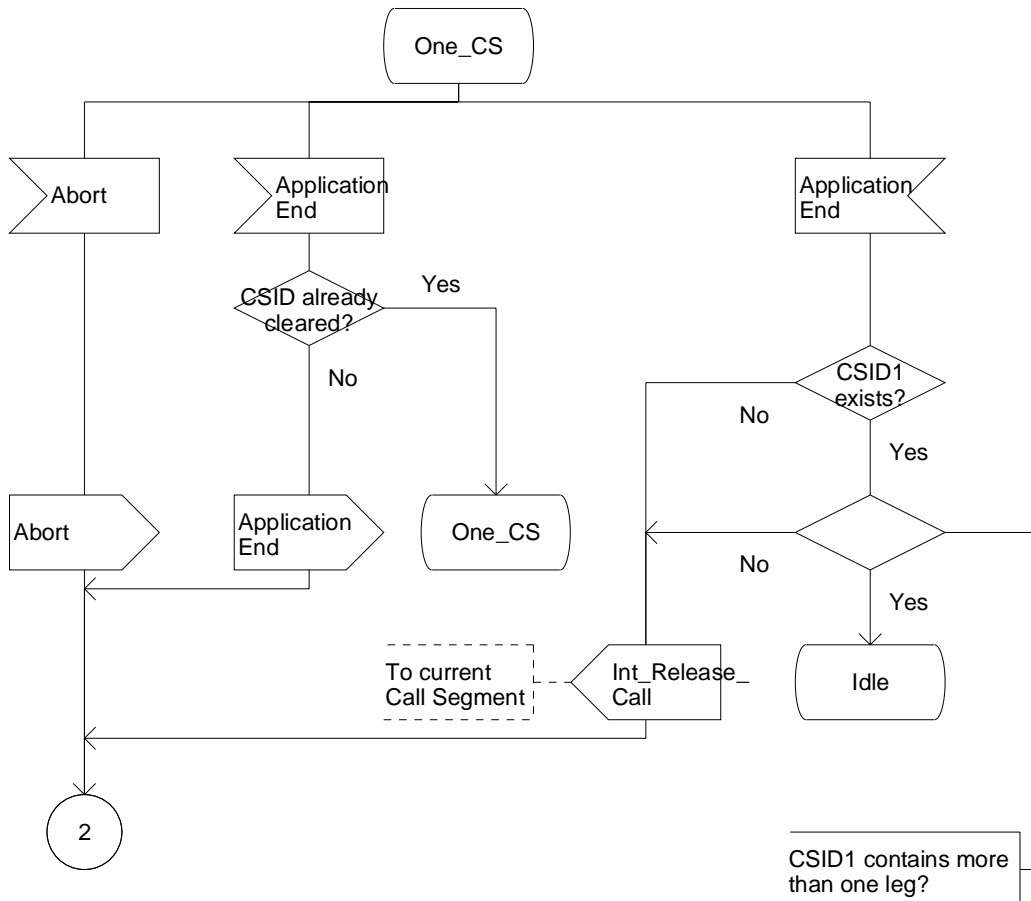 One_CS
Abort
Application
End
Application
End
CSID already
cleared?
Yes
No
CSID1
exists?
No
Yes
Abort
Application
End
One_CS
No
Yes
To current
Call Segment
Int_Release_
Call
Idle
2
CSID1 contains more
than one leg?